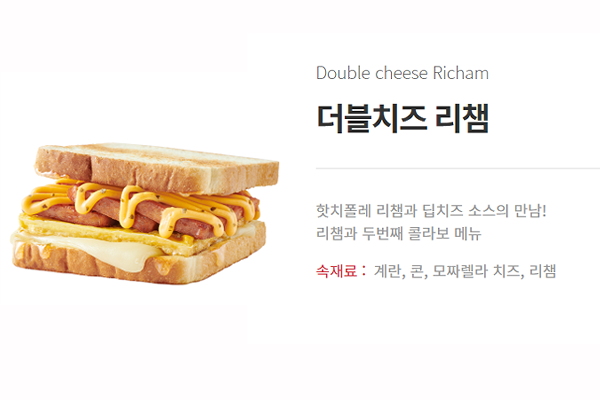 Double cheese Richam
더블치즈 리챔
핫치폴레 리챔과 딥치즈 소스의 만남!
리챔과 두번째 콜라보 메뉴
속재료 : 계란, 콘, 모짜렐라 치즈, 리챔